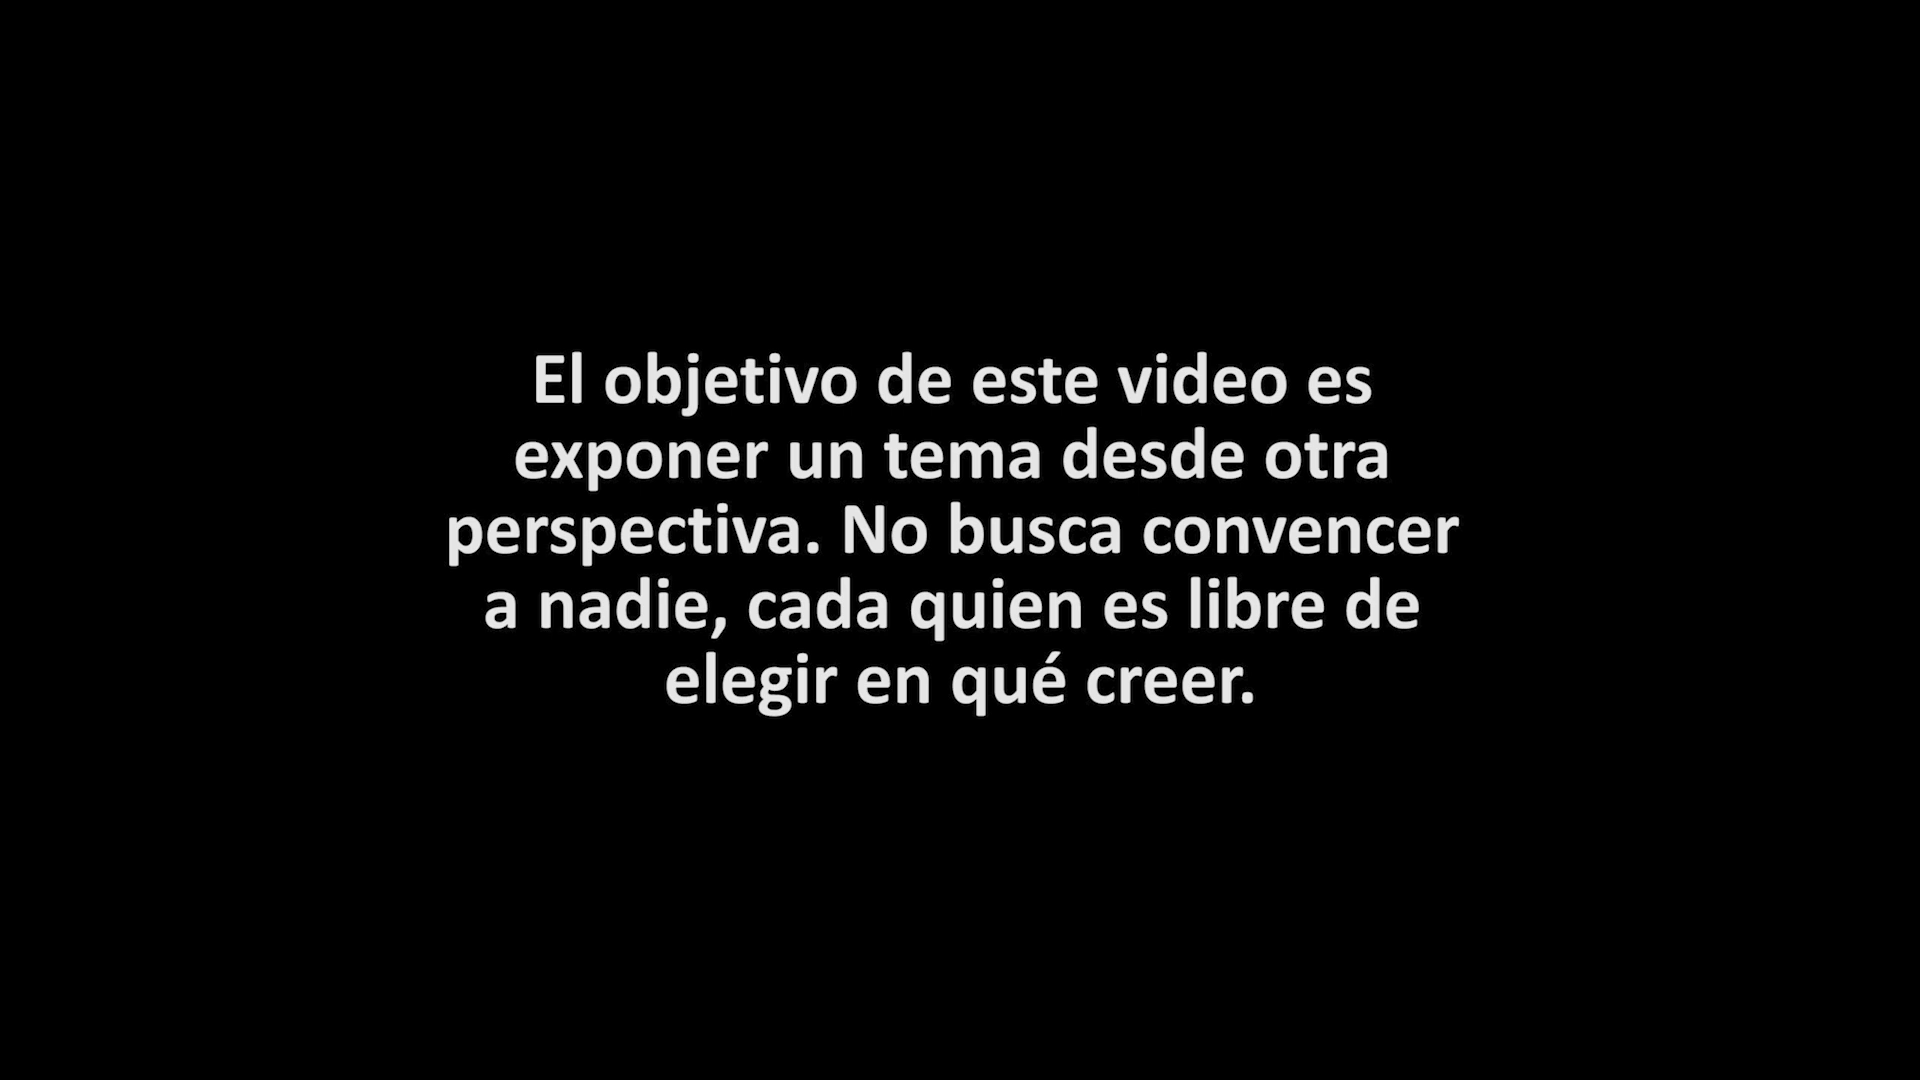 El objetivo de este video es
exponer un tema desde otra
perspectiva. No busca convencer
a nadie, cada quien es libre de
elegir en qué creer.